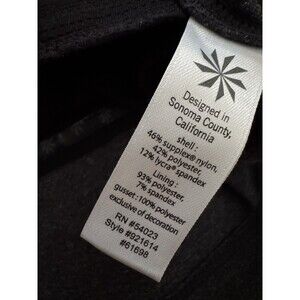 Designed in
Sonoma County,
California
shell :
46% supplex® nylon,
42% polyester,
12% lycra® spandex
Lining :
93% polyester,
7% spandex
gusset : 100% polyester
exclusive of decoration
RN #54023
Style #921614
#61698